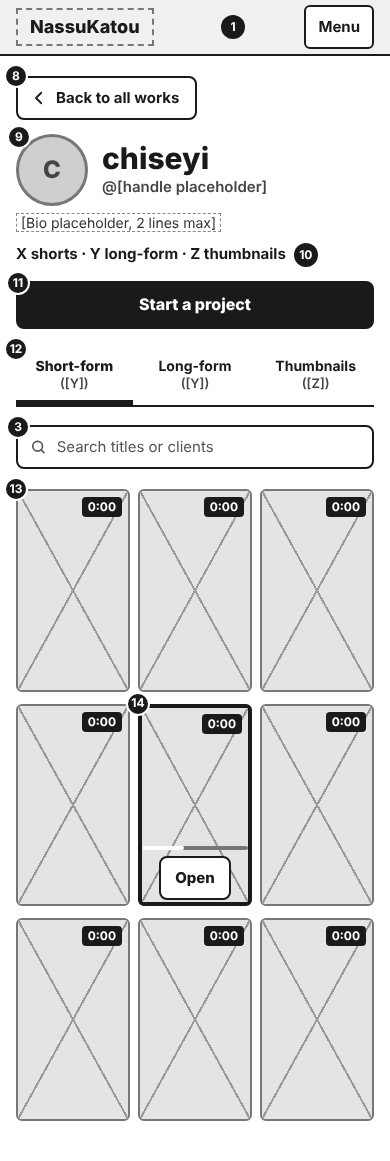 NassuKatou
1
Menu
8
Back to all works
9
C
chiseyi
@[handle placeholder]
[Bio placeholder, 2 lines max]
X shorts · Y long-form · Z thumbnails
10
11
Start a project
12
Short-form
([Y])
Long-form
([Y])
Thumbnails
([Z])
3
Search titles or clients
13
0:00
0:00
0:00
0:00
14
0:00
0:00
Open
0:00
0:00
0:00